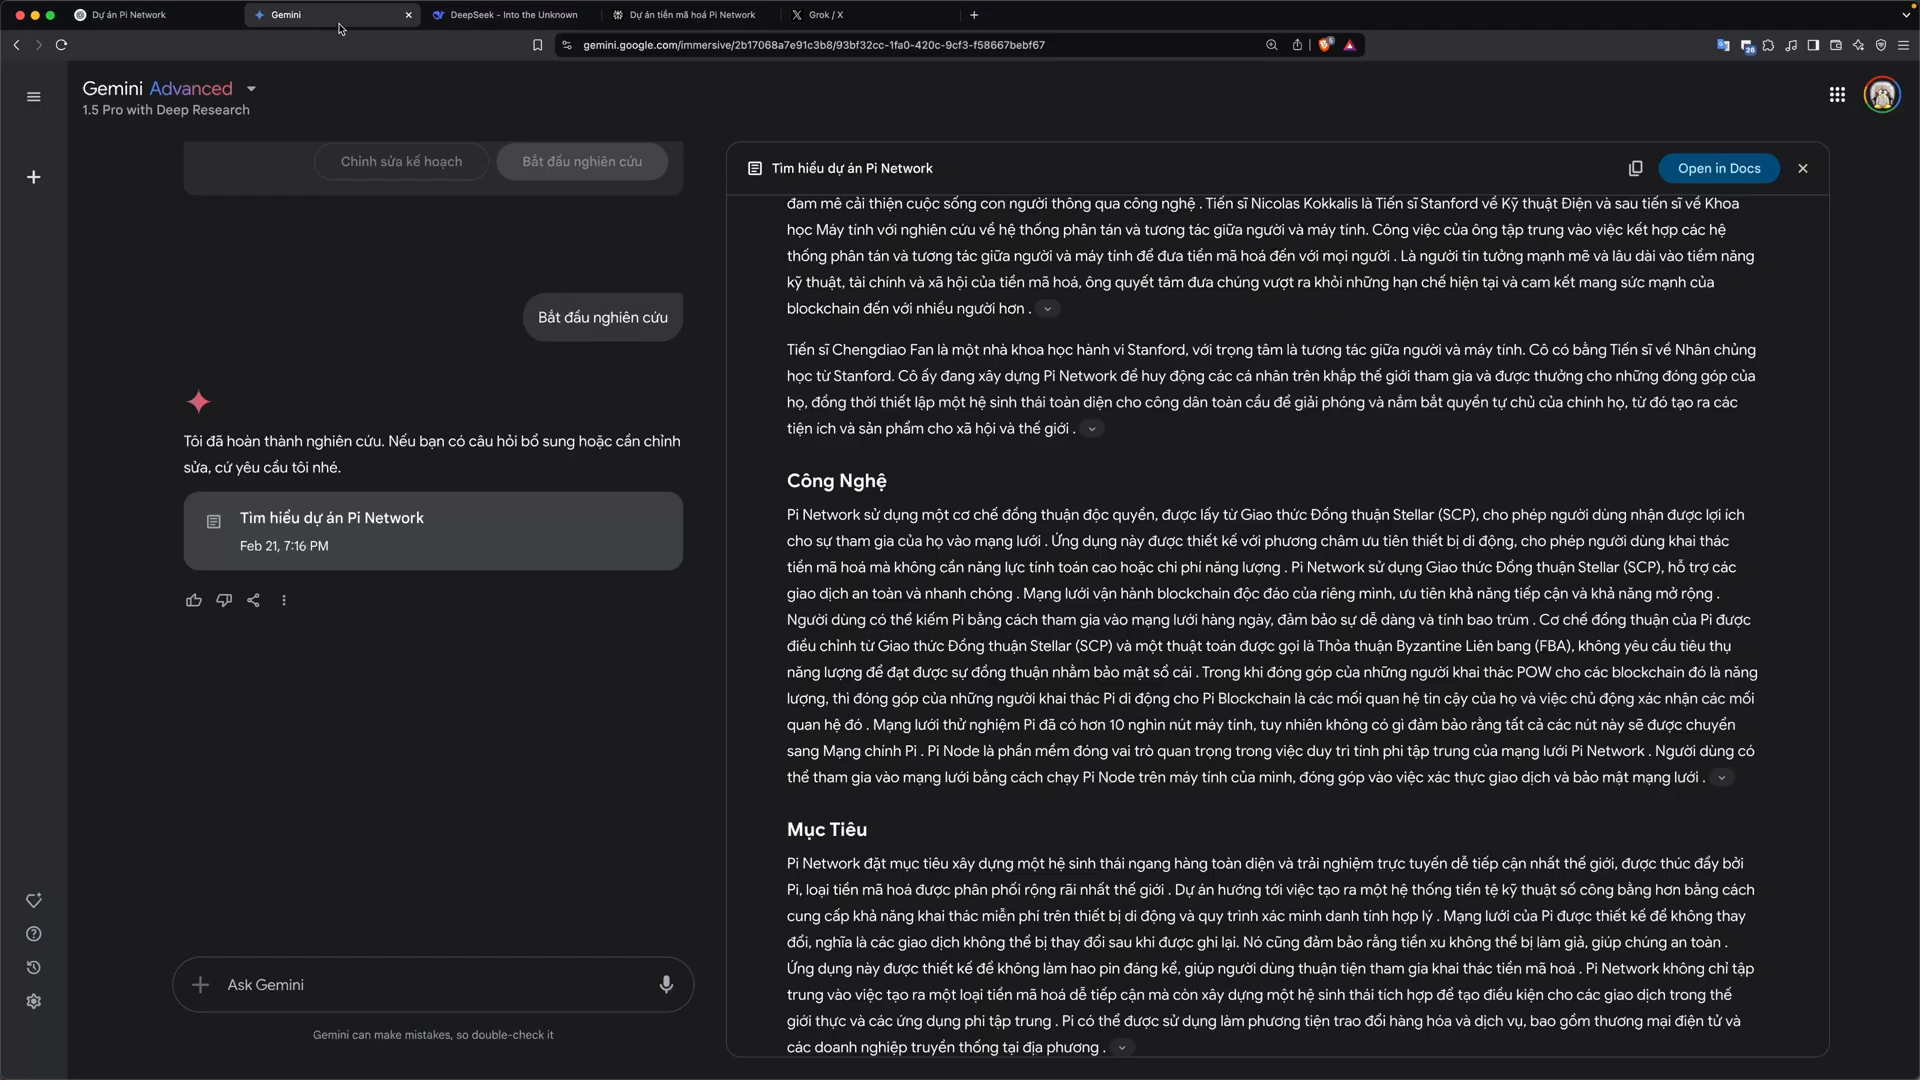 Dự án Pi Network
Gemini
DeepSeek - Into the Unknown
Dự án tiền mã hoá Pi Network
Grok / X
gemini.google.com/immersive/2b17068a7e91c3b8/93bf32cc-1fa0-420c-9cf3-f58667bebf67
5
26
Gemini Advanced
1.5 Pro with Deep Research
Chỉnh sửa kế hoạch
Bắt đầu nghiên cứu
Bắt đầu nghiên cứu
Tôi đã hoàn thành nghiên cứu. Nếu bạn có câu hỏi bổ sung hoặc cần chỉnh
sửa, cứ yêu cầu tôi nhé.
Tìm hiểu dự án Pi Network
Feb 21, 7:16 PM
Ask Gemini
Gemini can make mistakes, so double-check it
Tìm hiểu dự án Pi Network
Open in Docs
đam mê cải thiện cuộc sống con người thông qua công nghệ . Tiến sĩ Nicolas Kokkalis là Tiến sĩ Stanford về Kỹ thuật Điện và sau tiến sĩ về Khoa
học Máy tính với nghiên cứu về hệ thống phân tán và tương tác giữa người và máy tính. Công việc của ông tập trung vào việc kết hợp các hệ
thống phân tán và tương tác giữa người và máy tính để đưa tiền mã hoá đến với mọi người . Là người tin tưởng mạnh mẽ và lâu dài vào tiềm năng
kỹ thuật, tài chính và xã hội của tiền mã hoá, ông quyết tâm đưa chúng vượt ra khỏi những hạn chế hiện tại và cam kết mang sức mạnh của
blockchain đến với nhiều người hơn .
Tiến sĩ Chengdiao Fan là một nhà khoa học hành vi Stanford, với trọng tâm là tương tác giữa người và máy tính. Cô có bằng Tiến sĩ về Nhân chủng
học từ Stanford. Cô ấy đang xây dựng Pi Network để huy động các cá nhân trên khắp thế giới tham gia và được thưởng cho những đóng góp của
họ, đồng thời thiết lập một hệ sinh thái toàn diện cho công dân toàn cầu để giải phóng và nắm bắt quyền tự chủ của chính họ, từ đó tạo ra các
tiện ích và sản phẩm cho xã hội và thế giới .
Công Nghệ
Pi Network sử dụng một cơ chế đồng thuận độc quyền, được lấy từ Giao thức Đồng thuận Stellar (SCP), cho phép người dùng nhận được lợi ích
cho sự tham gia của họ vào mạng lưới . Ứng dụng này được thiết kế với phương châm ưu tiên thiết bị di động, cho phép người dùng khai thác
tiền mã hoá mà không cần năng lực tính toán cao hoặc chi phí năng lượng . Pi Network sử dụng Giao thức Đồng thuận Stellar (SCP), hỗ trợ các
giao dịch an toàn và nhanh chóng . Mạng lưới vận hành blockchain độc đáo của riêng mình, ưu tiên khả năng tiếp cận và khả năng mở rộng .
Người dùng có thể kiếm Pi bằng cách tham gia vào mạng lưới hàng ngày, đảm bảo sự dễ dàng và tính bao trùm . Cơ chế đồng thuận của Pi được
điều chỉnh từ Giao thức Đồng thuận Stellar (SCP) và một thuật toán được gọi là Thỏa thuận Byzantine Liên bang (FBA), không yêu cầu tiêu thụ
năng lượng để đạt được sự đồng thuận nhằm bảo mật sổ cái . Trong khi đóng góp của những người khai thác POW cho các blockchain đó là năng
lượng, thì đóng góp của những người khai thác Pi di động cho Pi Blockchain là các mối quan hệ tin cậy của họ và việc chủ động xác nhận các mối
quan hệ đó . Mạng lưới thử nghiệm Pi đã có hơn 10 nghìn nút máy tính, tuy nhiên không có gì đảm bảo rằng tất cả các nút này sẽ được chuyển
sang Mạng chính Pi . Pi Node là phần mềm đóng vai trò quan trọng trong việc duy trì tính phi tập trung của mạng lưới Pi Network . Người dùng có
thể tham gia vào mạng lưới bằng cách chạy Pi Node trên máy tính của mình, đóng góp vào việc xác thực giao dịch và bảo mật mạng lưới .
Mục Tiêu
Pi Network đặt mục tiêu xây dựng một hệ sinh thái ngang hàng toàn diện và trải nghiệm trực tuyến dễ tiếp cận nhất thế giới, được thúc đẩy bởi
Pi, loại tiền mã hoá được phân phối rộng rãi nhất thế giới . Dự án hướng tới việc tạo ra một hệ thống tiền tệ kỹ thuật số công bằng hơn bằng cách
cung cấp khả năng khai thác miễn phí trên thiết bị di động và quy trình xác minh danh tính hợp lý . Mạng lưới của Pi được thiết kế để không thay
đổi, nghĩa là các giao dịch không thể bị thay đổi sau khi được ghi lại. Nó cũng đảm bảo rằng tiền xu không thể bị làm giả, giúp chúng an toàn .
Ứng dụng này được thiết kế để không làm hao pin đáng kể, giúp người dùng thuận tiện tham gia khai thác tiền mã hoá . Pi Network không chỉ tập
trung vào việc tạo ra một loại tiền mã hoá dễ tiếp cận mà còn xây dựng một hệ sinh thái tích hợp để tạo điều kiện cho các giao dịch trong thế
giới thực và các ứng dụng phi tập trung . Pi có thể được sử dụng làm phương tiện trao đổi hàng hóa và dịch vụ, bao gồm thương mại điện tử và
các doanh nghiệp truyền thống tại địa phương .